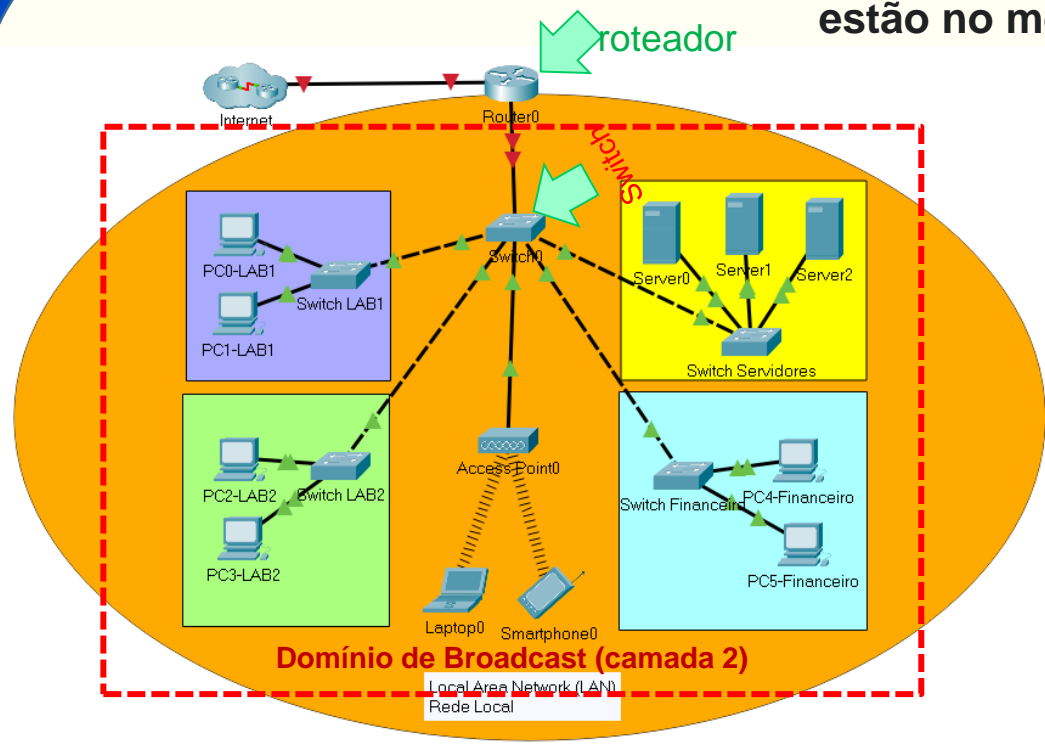 estão no m
roteador
Internet
Router0
Switch
Switch0
PC0-LAB1
Switch LAB1
PC1-LAB1
Server0
Server1
Server2
Switch Servidores
PC2-LAB2
Switch LAB2
PC3-LAB2
Access Point0
Switch Financeiro
PC4-Financeiro
PC5-Financeiro
Laptop0
Smartphone0
Domínio de Broadcast (camada 2)
Local Area Network (LAN)
Rede Local